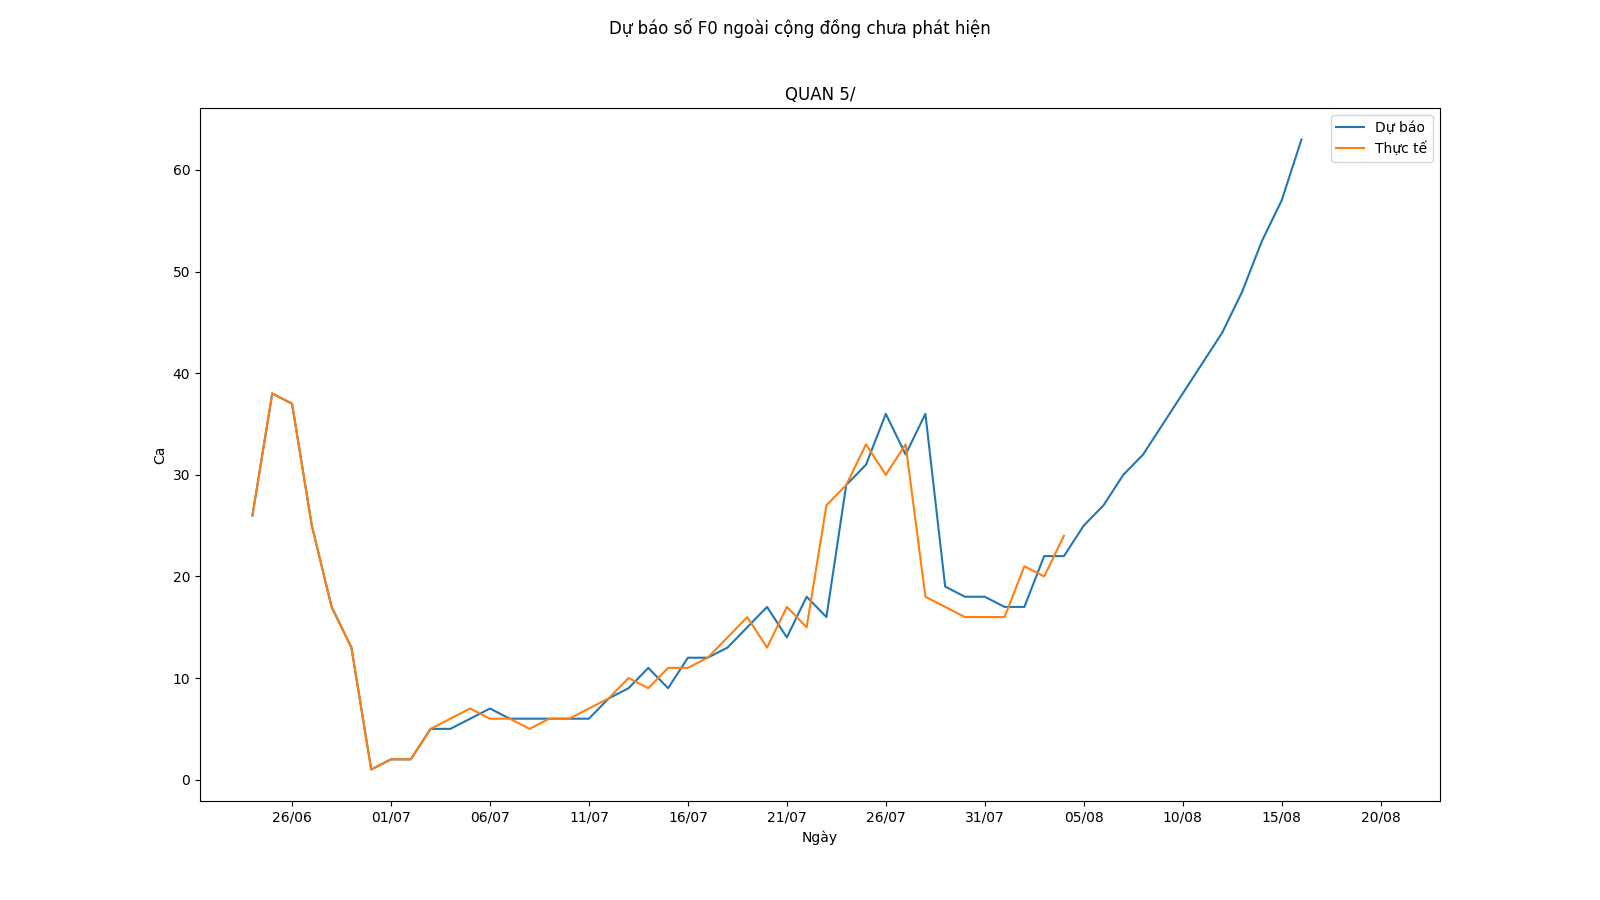 Dự báo số F0 ngoài cộng đồng chưa phát hiện
QUAN 5/
Dự báo
Thực tế
60
50
40
30
20
10
0
Ca
26/06 01/07 06/07 11/07 16/07 21/07 26/07 31/07 05/08 10/08 15/08 20/08
Ngày